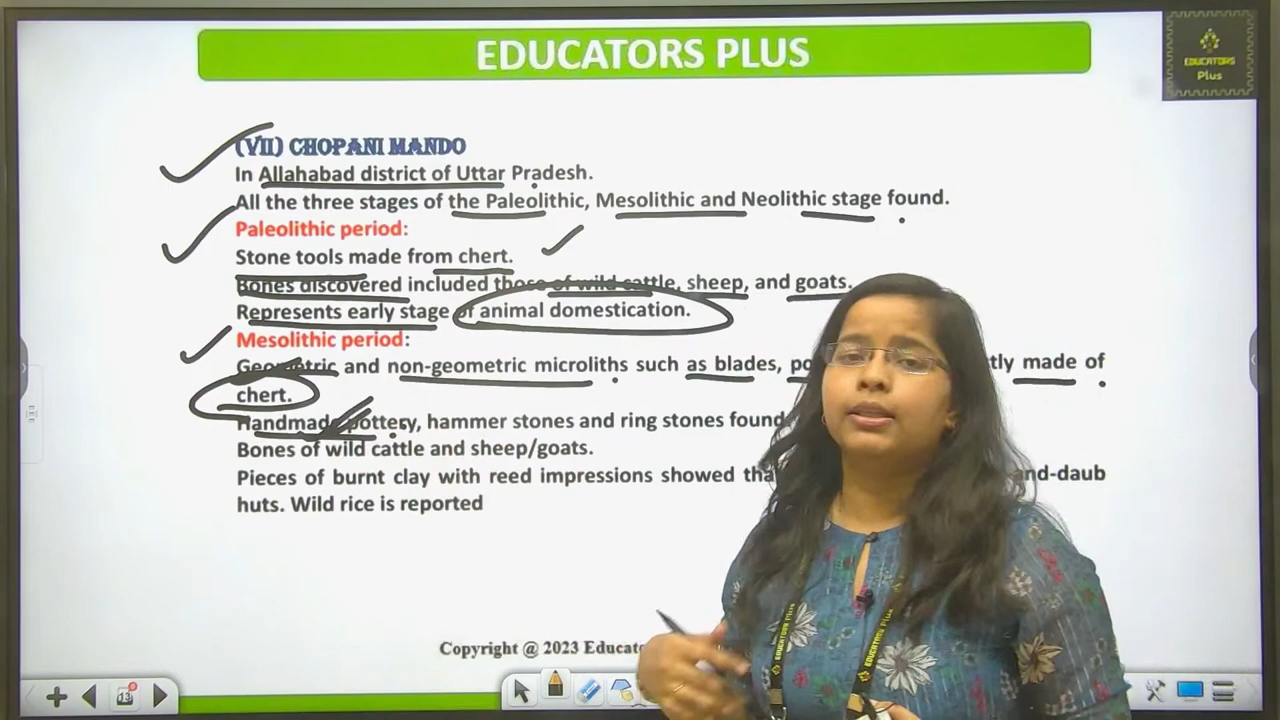 EDUCATORS PLUS
EDUCATORS
Plus
(VII) CHOPANI MANDO
In Allahabad district of Uttar Pradesh.
All the three stages of the Paleolithic, Mesolithic and Neolithic stage found.
Paleolithic period:
Stone tools made from chert.
Bones discovered included those of wild cattle, sheep, and goats.
Represents early stage of animal domestication.
Mesolithic period:
Geometric and non-geometric microliths such as blades, made of
chert.
Handmade pottery, hammer stones and ring stones found
Bones of wild cattle and sheep/goats.
Pieces of burnt clay with reed impressions showed
huts. Wild rice is reported
Copyright @ 2023
13
EDUCATORS Plus